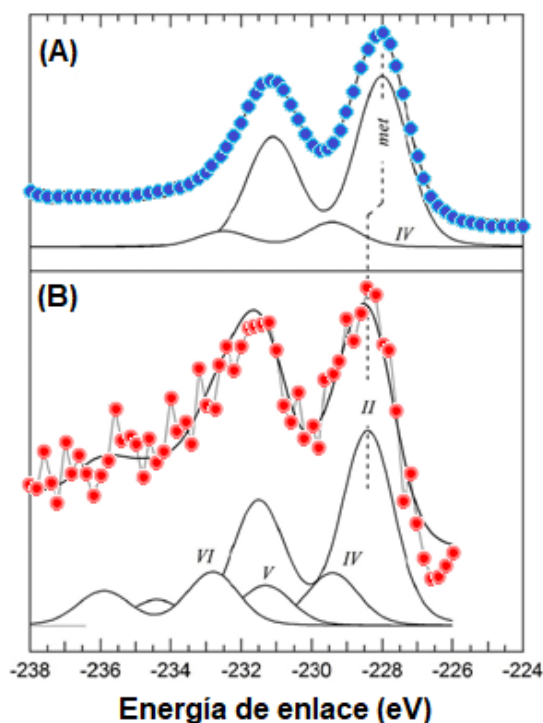 (A)
met
IV
(B)
II
VI
V
IV
-238 -236 -234 -232 -230 -228 -226 -224
Energía de enlace (eV)